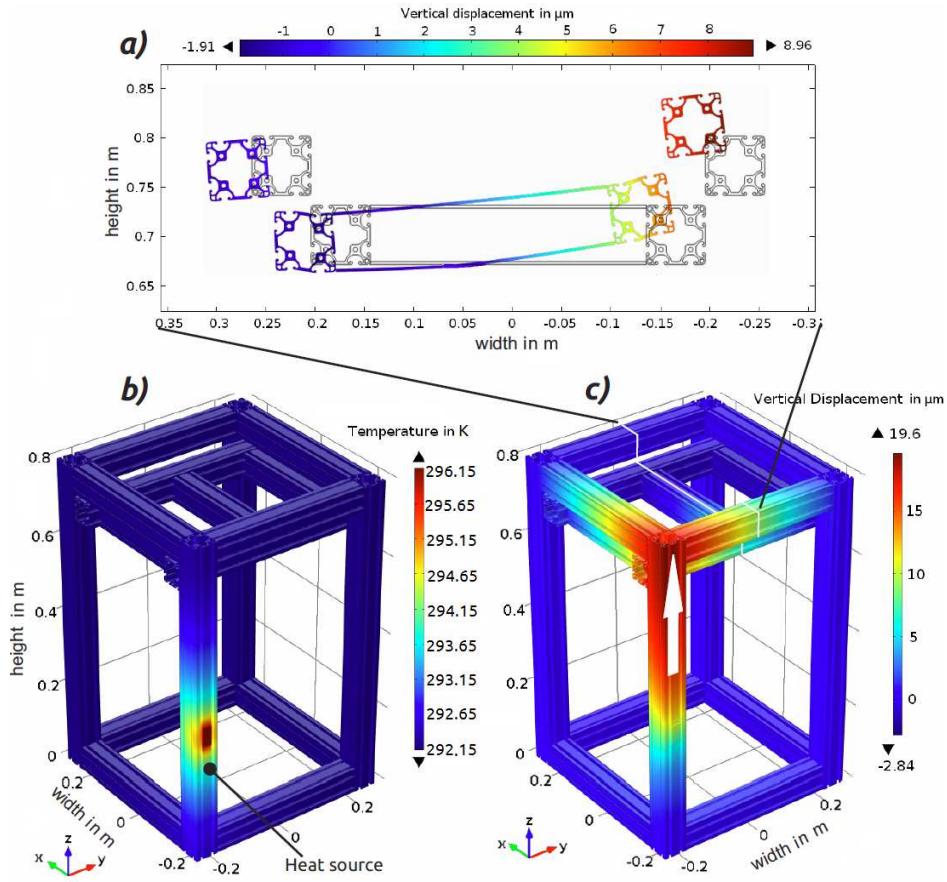 Vertical displacement in μm
a)
-1.91 ◄ -1 0 1 2 3 4 5 6 7 8 ► 8.96
0.85
0.8
0.75
0.7
0.65
height in m
0.35 0.3 0.25 0.2 0.15 0.1 0.05 0 -0.05 -0.1 -0.15 -0.2 -0.25 -0.3
width in m
b)
Temperature in K
296.15
295.65
295.15
294.65
294.15
293.65
293.15
292.65
292.15
0.8
0.6
0.4
0.2
0
height in m
0.2
0
-0.2
width in m
-0.2
0
0.2
z
x
y
Heat source
c)
Vertical Displacement in μm
▲ 19.6
15
10
5
0
▼
-2.84
0.8
0.6
0.4
0.2
0
0.2
0
-0.2
-0.2
0
0.2
width in m
z
x
y